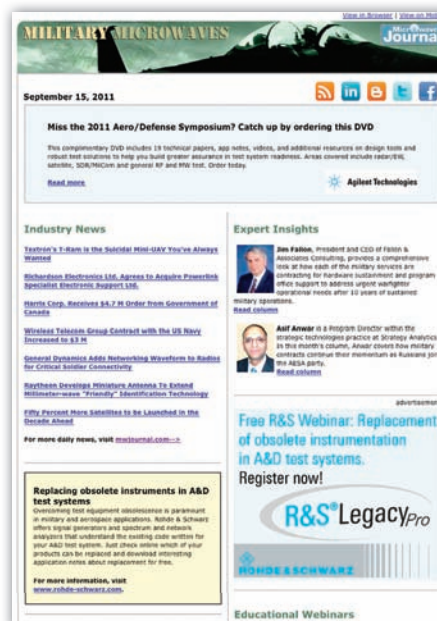 View in Browser | View on Mob
MILITARY MICROWAVES
Microwave
Journa
September 15, 2011
in
f
Miss the 2011 Aero/Defense Symposium? Catch up by ordering this DVD
This complimentary DVD includes 19 technical papers, app notes, videos, and additional resources on design tools and
robust test solutions to help you build greater assurance in test system readiness. Areas covered include radar/EW,
satellite, SDR/MilCom and general RF and MW test. Order today.
Read more
Agilent Technologies
Industry News
Textron's T-Ram is the Suicidal Mini-UAV You've Always
Wanted
Richardson Electronics Ltd. Agrees to Acquire Powerlink
Specialist Electronic Support Ltd.
Harris Corp. Receives $4.7 M Order from Government of
Canada
Wireless Telecom Group Contract with the US Navy
Increased to $3 M
General Dynamics Adds Networking Waveform to Radios
for Critical Soldier Connectivity
Raytheon Develops Miniature Antenna To Extend
Millimeter-wave "Friendly" Identification Technology
Fifty Percent More Satellites to be Launched in the
Decade Ahead
For more daily news, visit mwjournal.com-->
Replacing obsolete instruments in A&D
test systems
Overcoming test equipment obsolescence is paramount
in military and aerospace applications. Rohde & Schwarz
offers signal generators and spectrum and network
analyzers that understand the existing code written for
your A&D test system. Just check online which of your
products can be replaced and download interesting
application notes about replacement for free.
For more information, visit
www.rohde-schwarz.com.
Expert Insights
Jim Fallon, President and CEO of Fallon &
Associates Consulting, provides a comprehensive
look at how each of the military services are
contracting for hardware sustainment and program
office support to address urgent warfighter
operational needs after 10 years of sustained
military operations.
Read column
Asif Anwar is a Program Director within the
strategic technologies practice at Strategy Analytics
In the month's column, Anwar covers how military
contracts continue their momentum as Russians join
the AESA party.
Read column
advertisement
Free R&S Webinar: Replacement
of obsolete instrumentation
in A&D test systems.
Register now!
R&S®LegacyPro
ROHDE & SCHWARZ
Educational Webinars